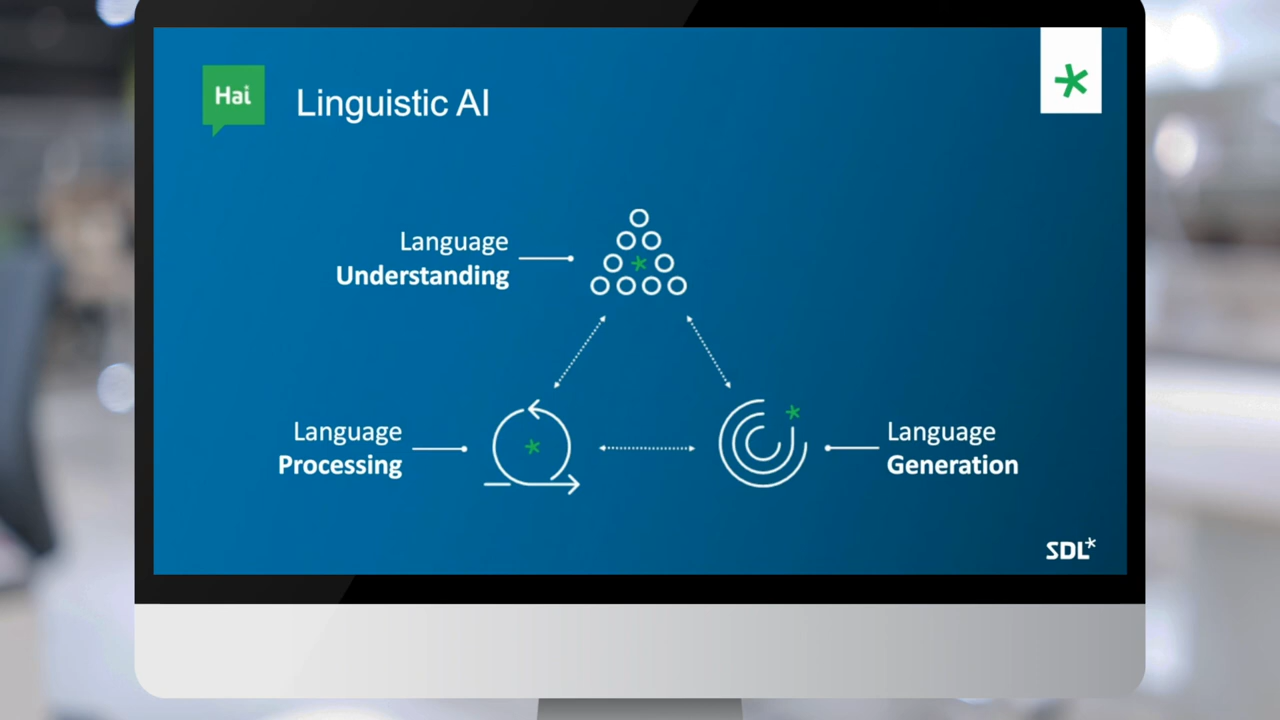 Hai
Linguistic AI
Language
Understanding
Language
Processing
Language
Generation
SDL*